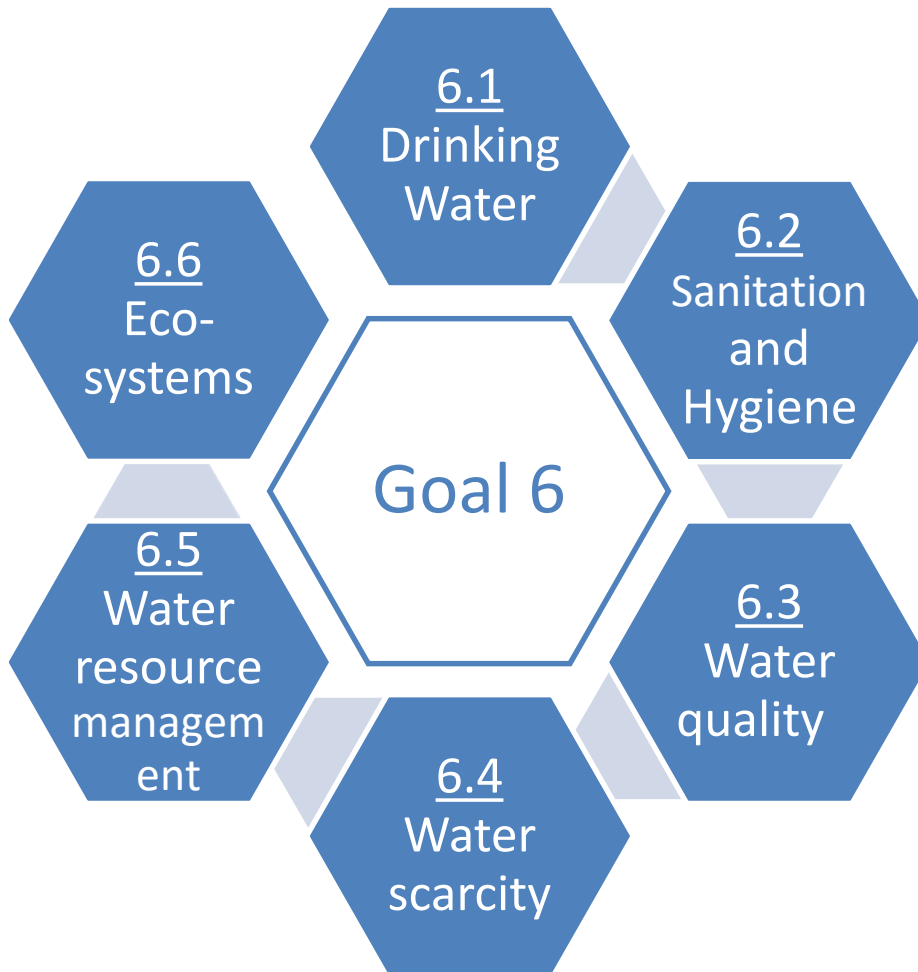 6.1
Drinking
Water
6.2
Sanitation
and
Hygiene
6.3
Water
quality
6.4
Water
scarcity
6.5
Water
resource
managem
ent
6.6
Eco-
systems
Goal 6